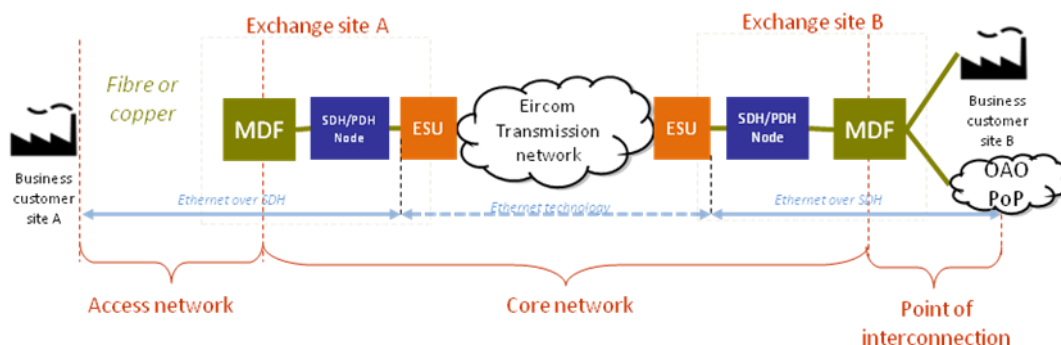 Exchange site A
Exchange site B
Fibre or
copper
MDF
SDH/PDH
Node
ESU
Eircom
Transmission
network
ESU
SDH/PDH
Node
MDF
Business
customer
site A
Business
customer
site B
OAO
PoP
Ethernet over SDH
Ethernet technology
Ethernet over SDH
Access network
Core network
Point of
interconnection